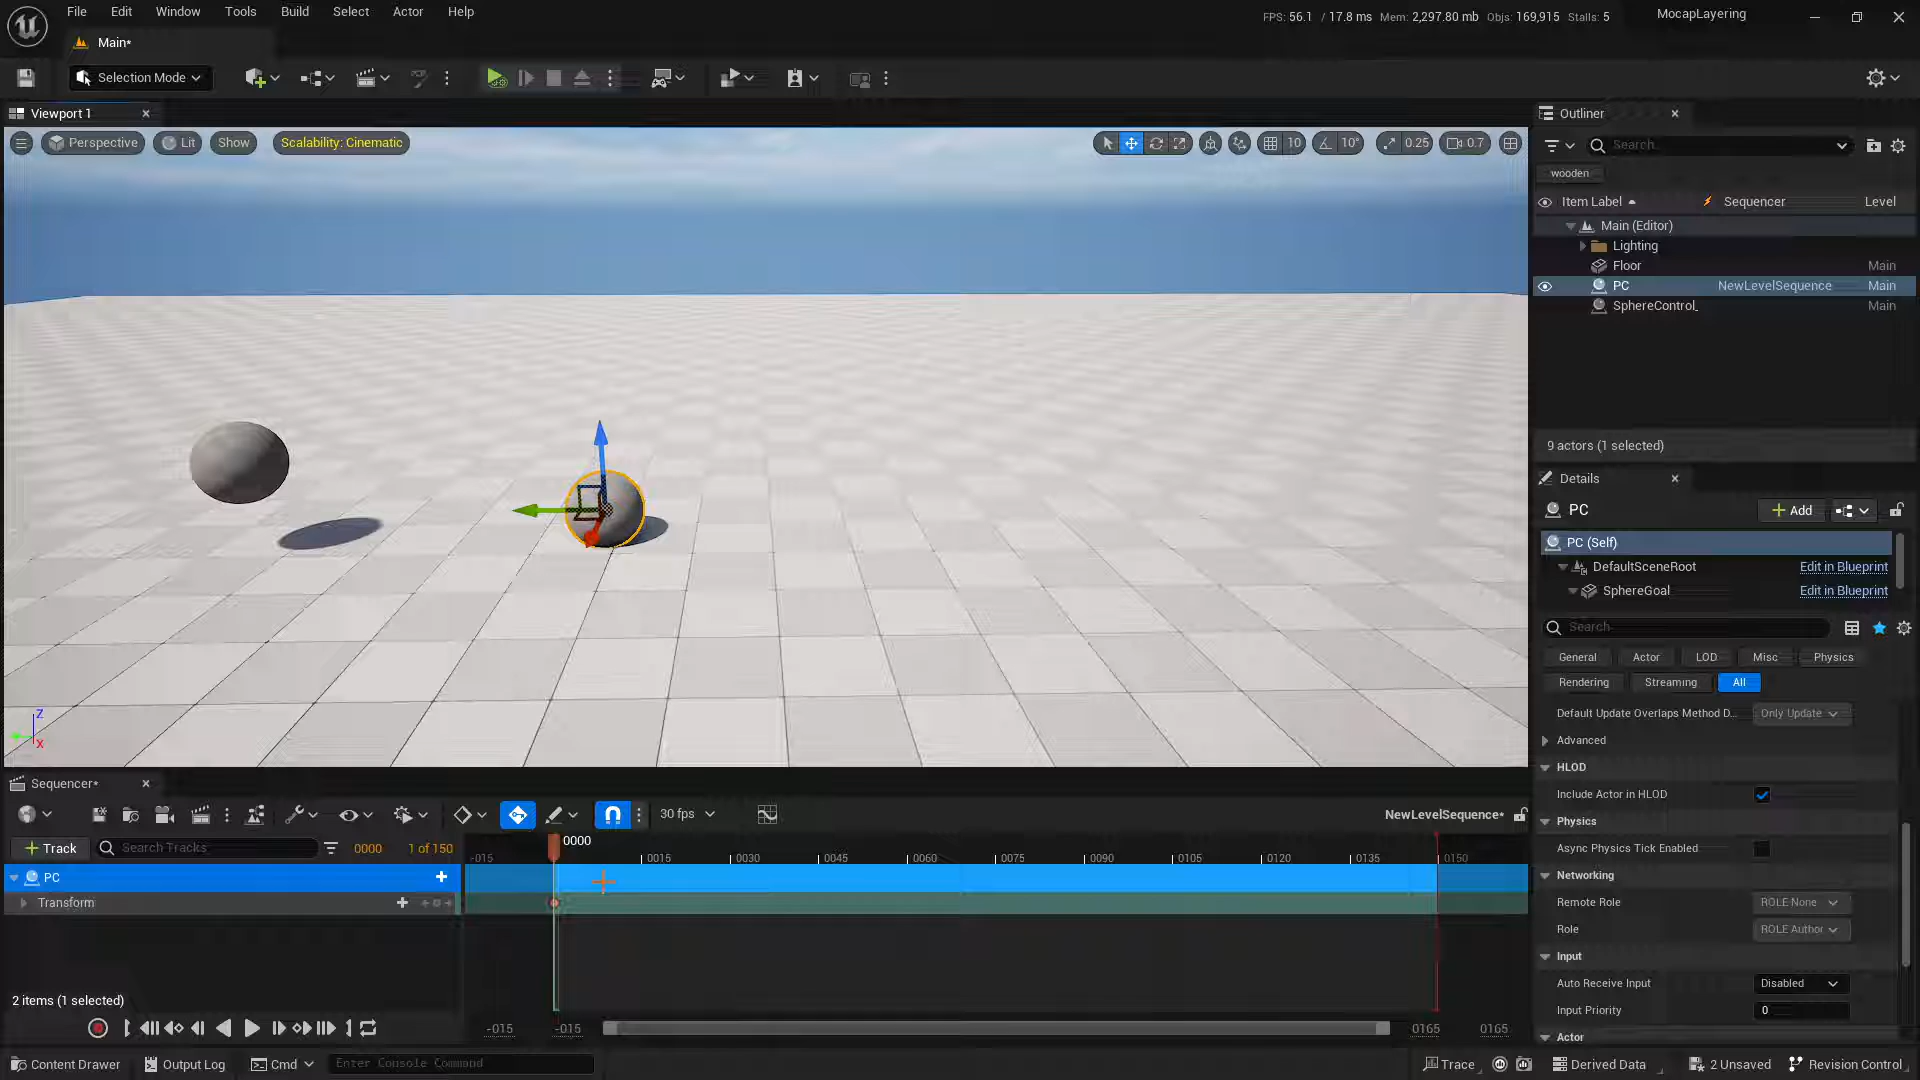 File Edit Window Tools Build Select Actor Help
FPS: 56.1 / 17.8 ms Mem: 2,297.80 mb Objs: 169,915 Stalls: 5
MocapLayering
Main*
Selection Mode
Viewport 1
Perspective
Lit
Show
Scalability: Cinematic
10
10°
0.25
0.7
Z
X
Outliner
Search...
wooden
Item Label
Sequencer
Level
Main (Editor)
Lighting
Floor Main
PC NewLevelSequence Main
SphereControl_ Main
9 actors (1 selected)
Details
PC
Add
PC (Self)
DefaultSceneRoot Edit in Blueprint
SphereGoal Edit in Blueprint
Search
General Actor LOD Misc Physics
Rendering Streaming All
Default Update Overlaps Method D... Only Update
Advanced
HLOD
Include Actor in HLOD
Physics
Async Physics Tick Enabled
Networking
Remote Role ROLE None
Role ROLE Author
Input
Auto Receive Input Disabled
Input Priority 0
Actor
Sequencer*
30 fps
NewLevelSequence*
Track
Search Tracks
0000 1 of 150
0000
-015 0015 0030 0045 0060 0075 0090 0105 0120 0135 0150
PC
Transform
2 items (1 selected)
-015 -015 0165 0165
Content Drawer
Output Log
Cmd
Enter Console Command
Trace
Derived Data
2 Unsaved
Revision Control